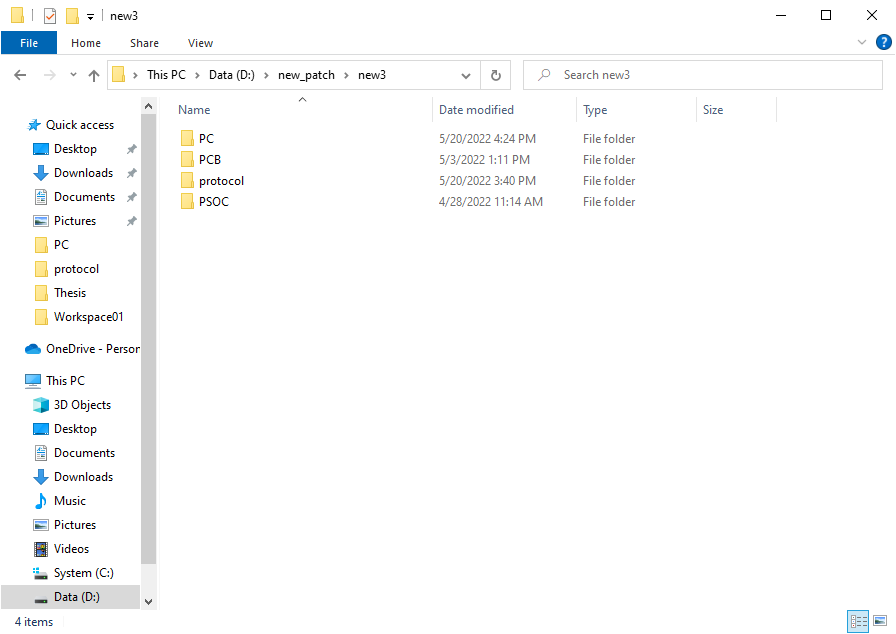 new3
File Home Share View ?
This PC Data (D:) new_patch new3 Search new3
Name Date modified Type Size
PC 5/20/2022 4:24 PM File folder
PCB 5/3/2022 1:11 PM File folder
protocol 5/20/2022 3:40 PM File folder
PSOC 4/28/2022 11:14 AM File folder
Quick access
Desktop
Downloads
Documents
Pictures
PC
protocol
Thesis
Workspace01
OneDrive - Person
This PC
3D Objects
Desktop
Documents
Downloads
Music
Pictures
Videos
System (C:)
Data (D:)
4 items